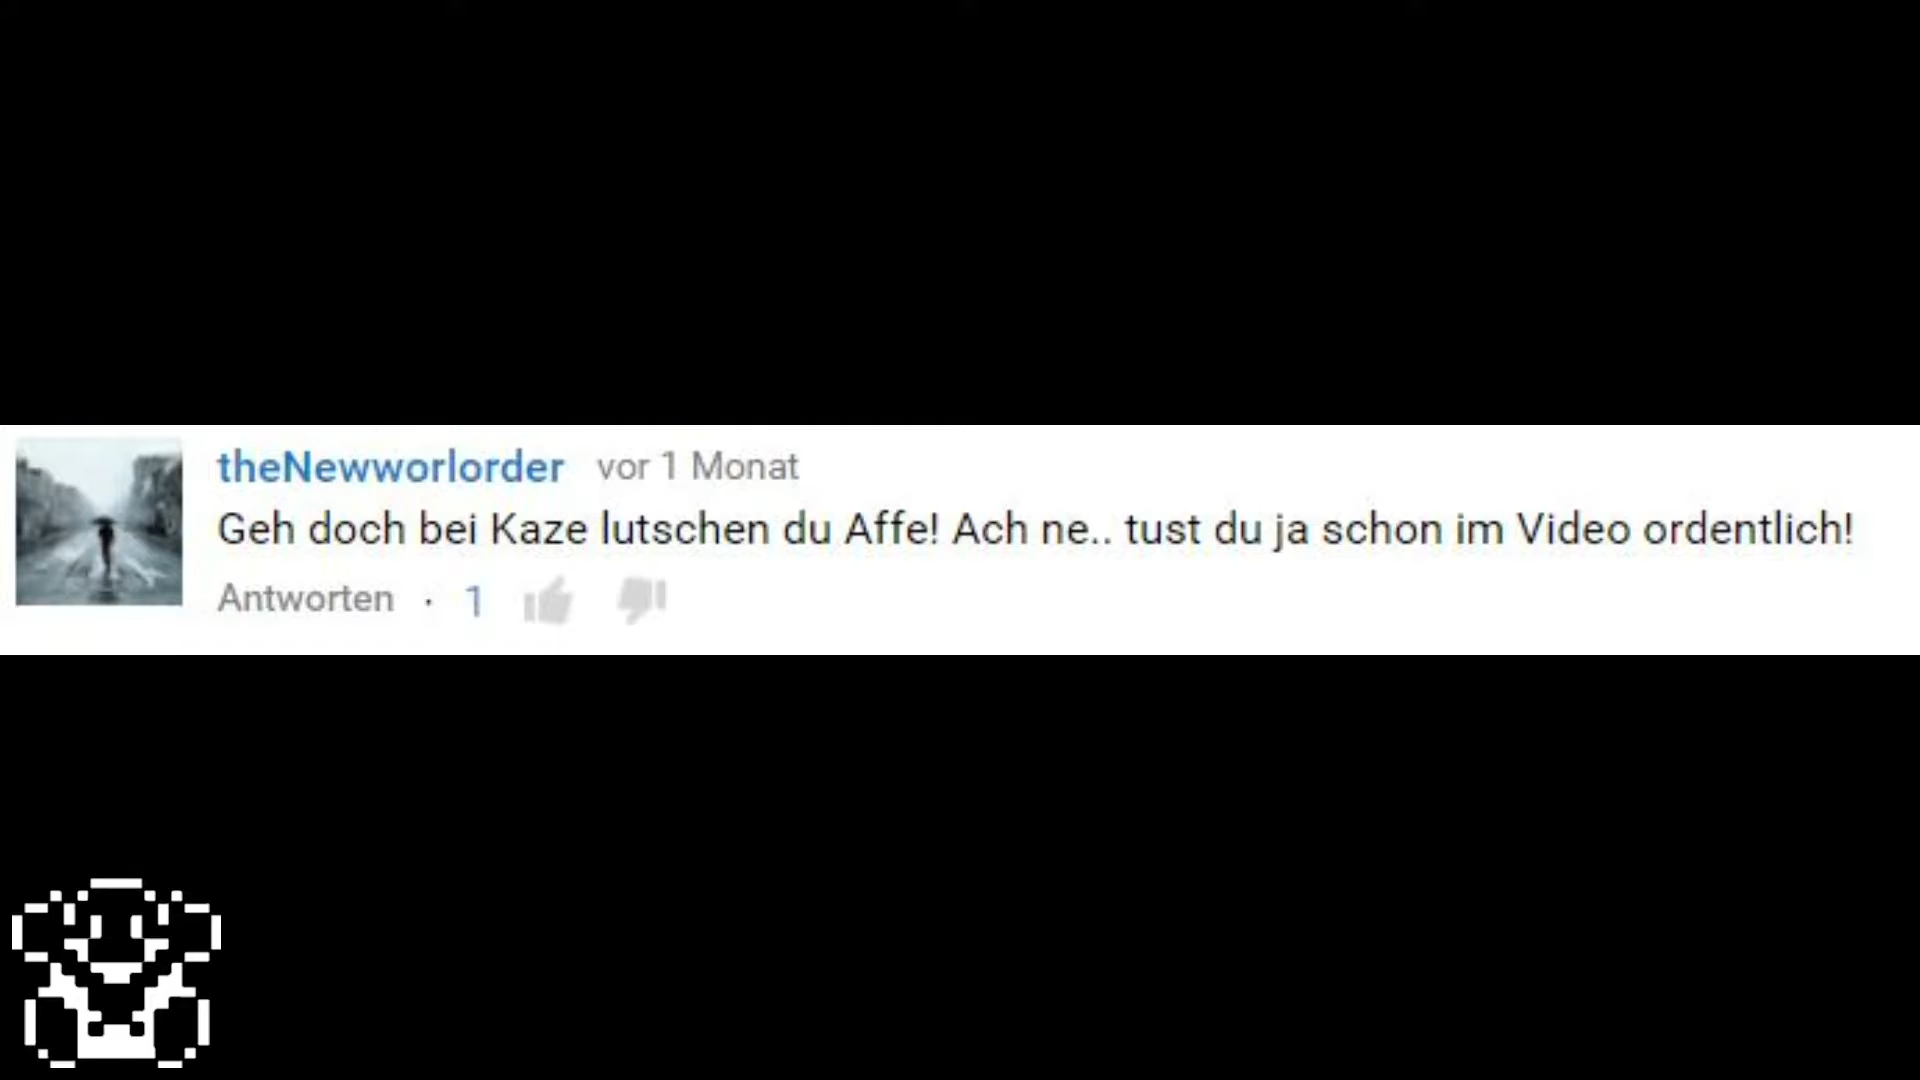 theNewworlorder vor 1 Monat
Geh doch bei Kaze lutschen du Affe! Ach ne.. tust du ja schon im Video ordentlich!
Antworten · 1